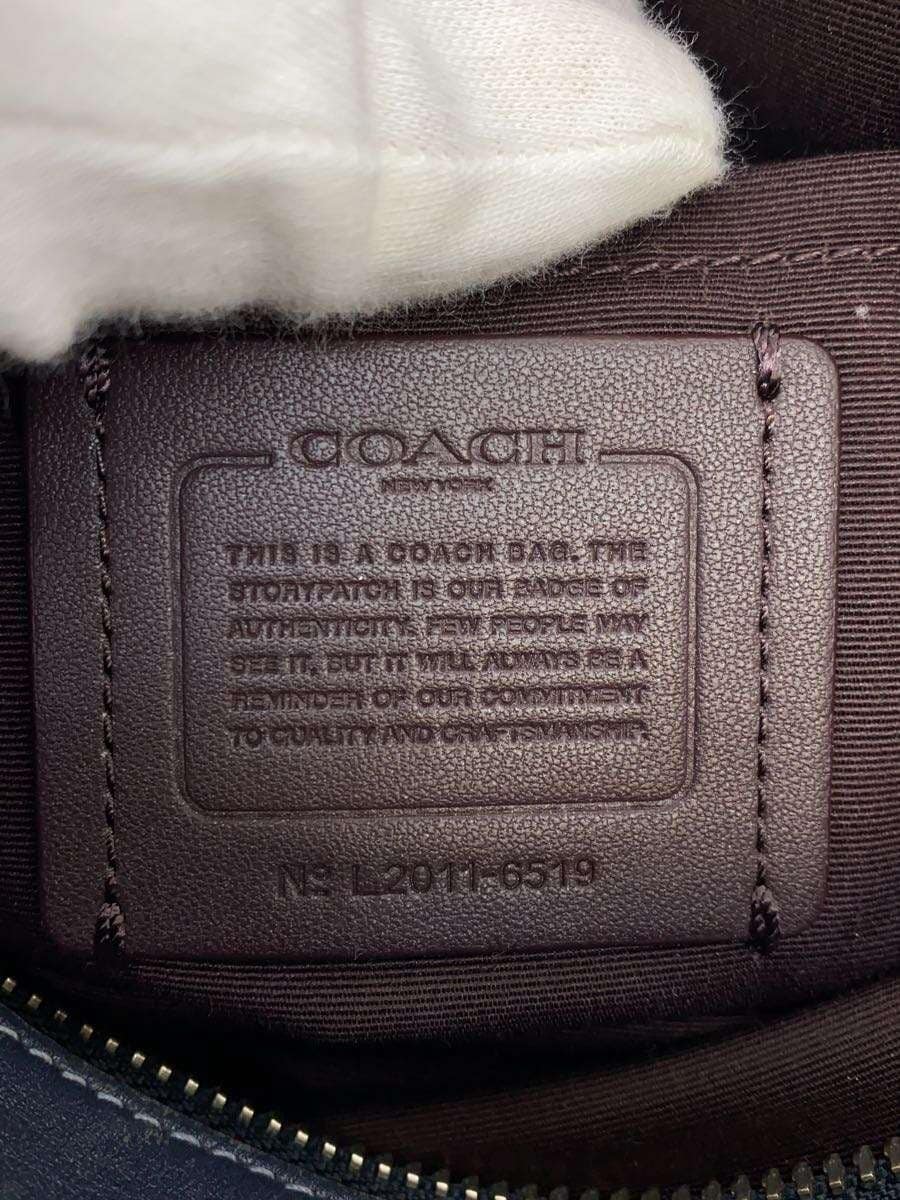 COACH
NEW YORK
THIS IS A COACH BAG. THE
STORYPATCH IS OUR BADGE OF
AUTHENTICITY. FEW PEOPLE MAY
SEE IT, BUT IT WILL ALWAYS BE A
REMINDER OF OUR COMMITMENT
TO QUALITY AND CRAFTSMANSHIP.
Nº L2011-6519